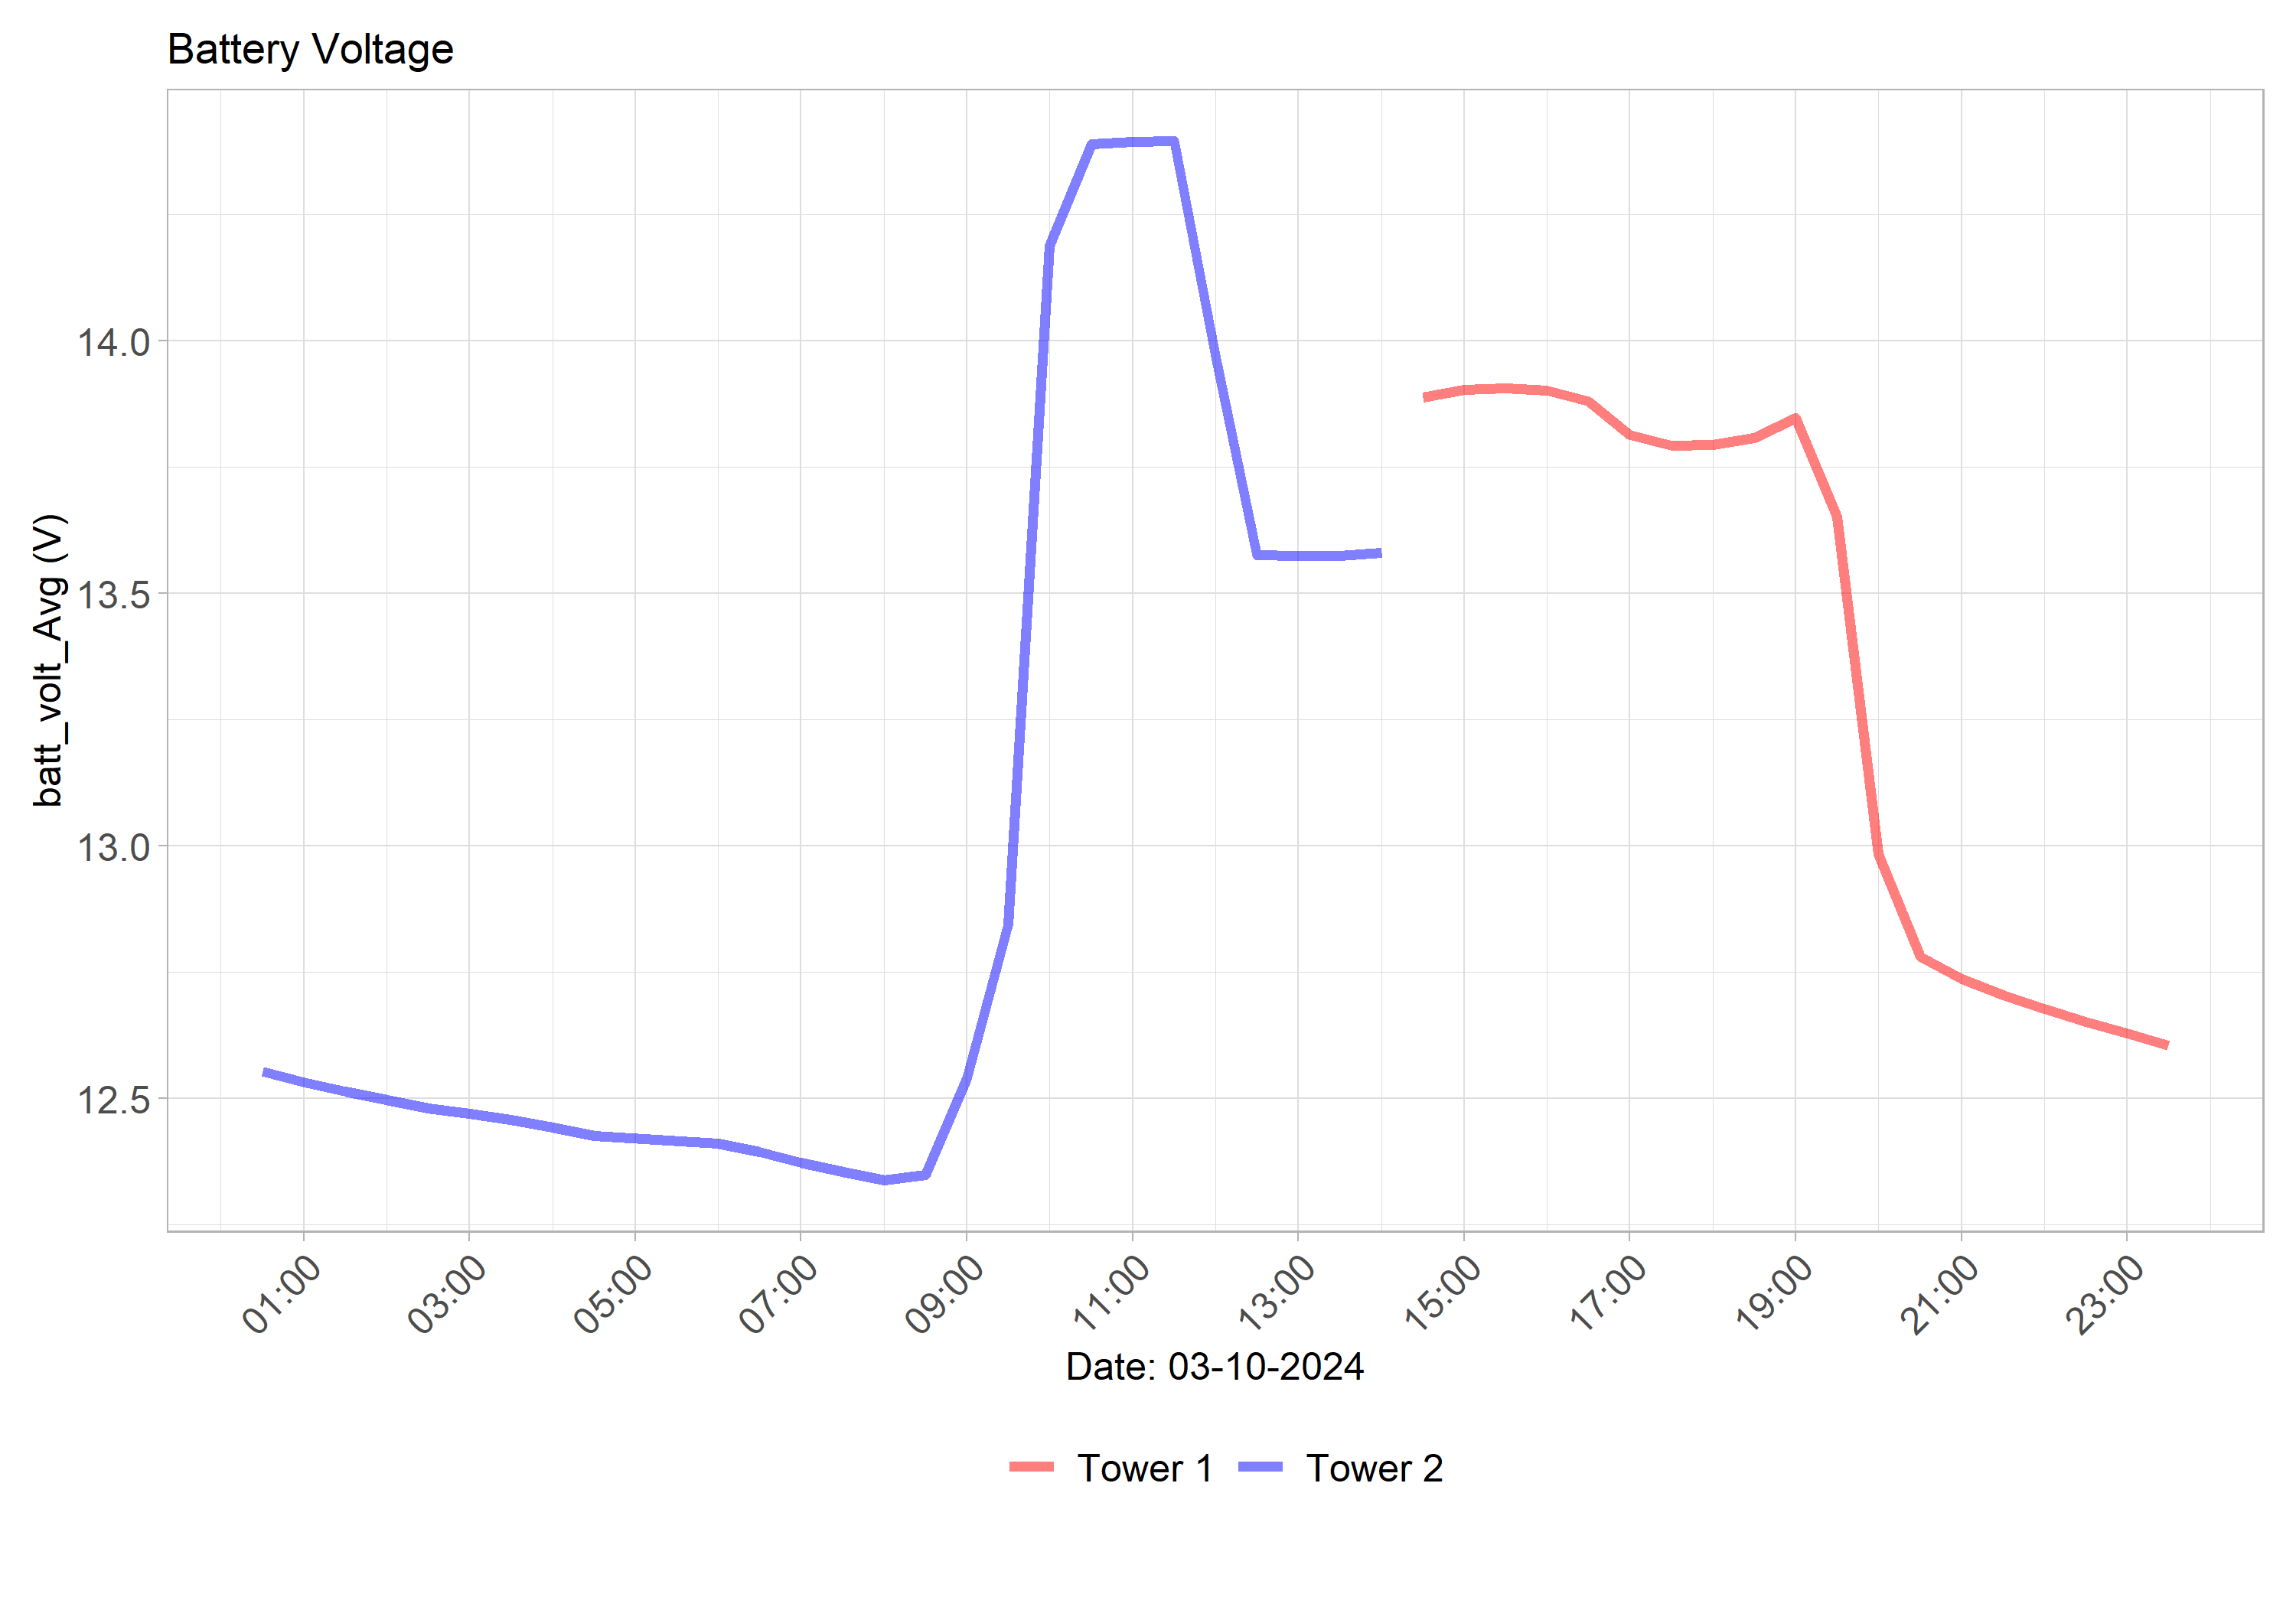 Battery Voltage
batt_volt_Avg (V)
14.0
13.5
13.0
12.5
01:00 03:00 05:00 07:00 09:00 11:00 13:00 15:00 17:00 19:00 21:00 23:00
Date: 03-10-2024
Tower 1 Tower 2